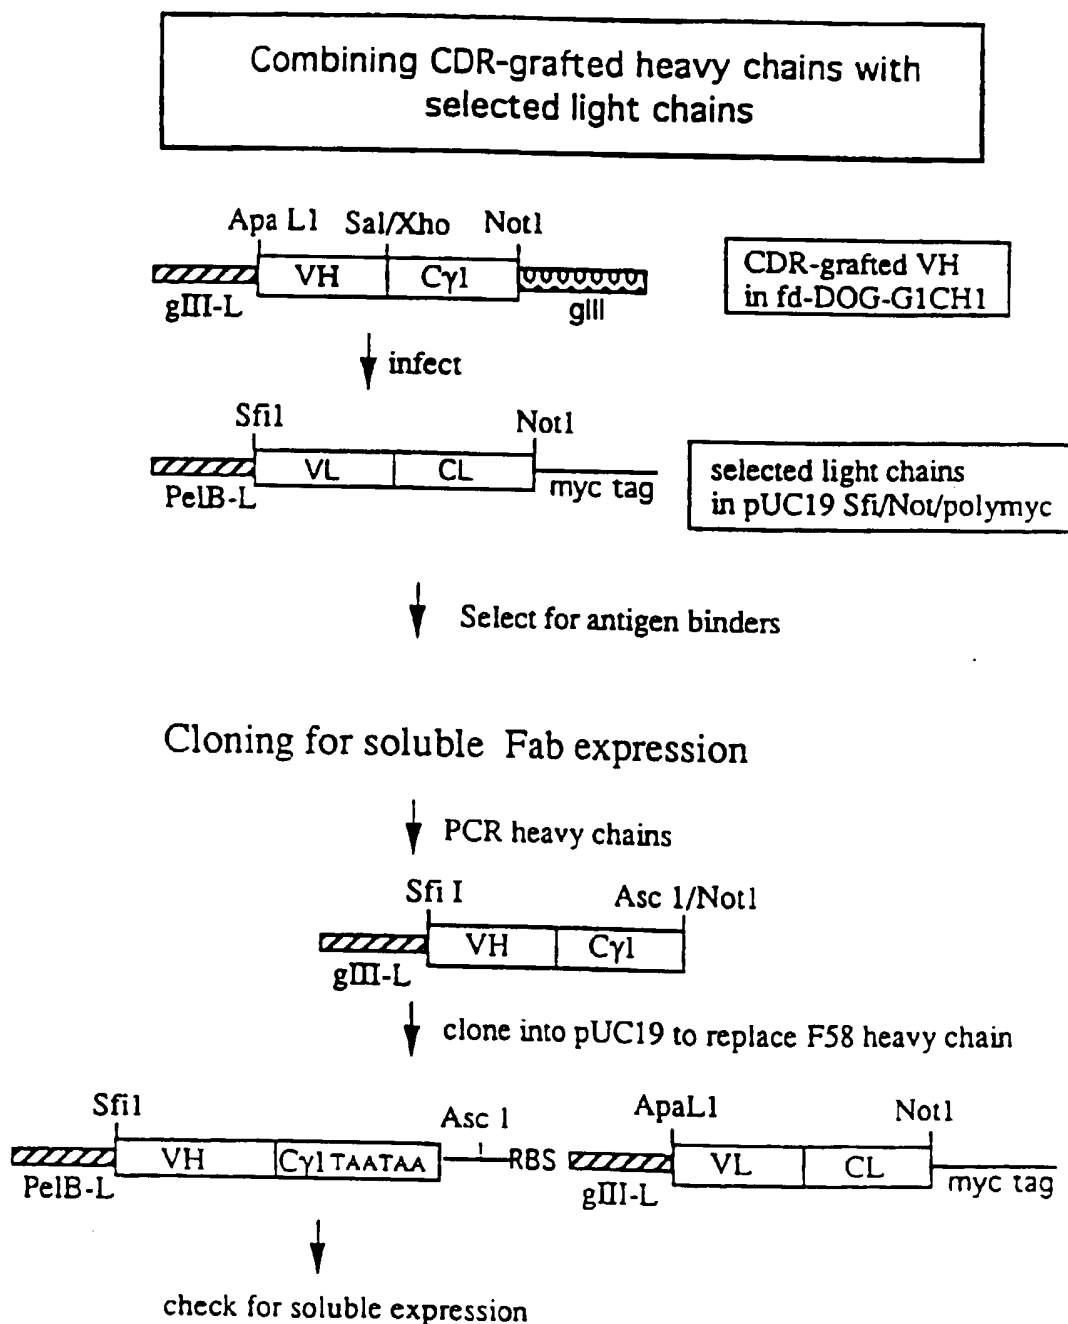 Combining CDR-grafted heavy chains with
selected light chains
Apa L1 Sal/Xho Not1
VH Cγ1
gIII-L gIII
CDR-grafted VH
in fd-DOG-G1CH1
infect
Sfi1 Not1
VL CL
PelB-L myc tag
selected light chains
in pUC19 Sfi/Not/polymyc
Select for antigen binders
Cloning for soluble Fab expression
PCR heavy chains
Sfi I Asc 1/Not1
VH Cγ1
gIII-L
clone into pUC19 to replace F58 heavy chain
Sfi1 Asc 1 ApaL1 Not1
VH Cγ1 TAATAA RBS VL CL
PelB-L gIII-L myc tag
check for soluble expression